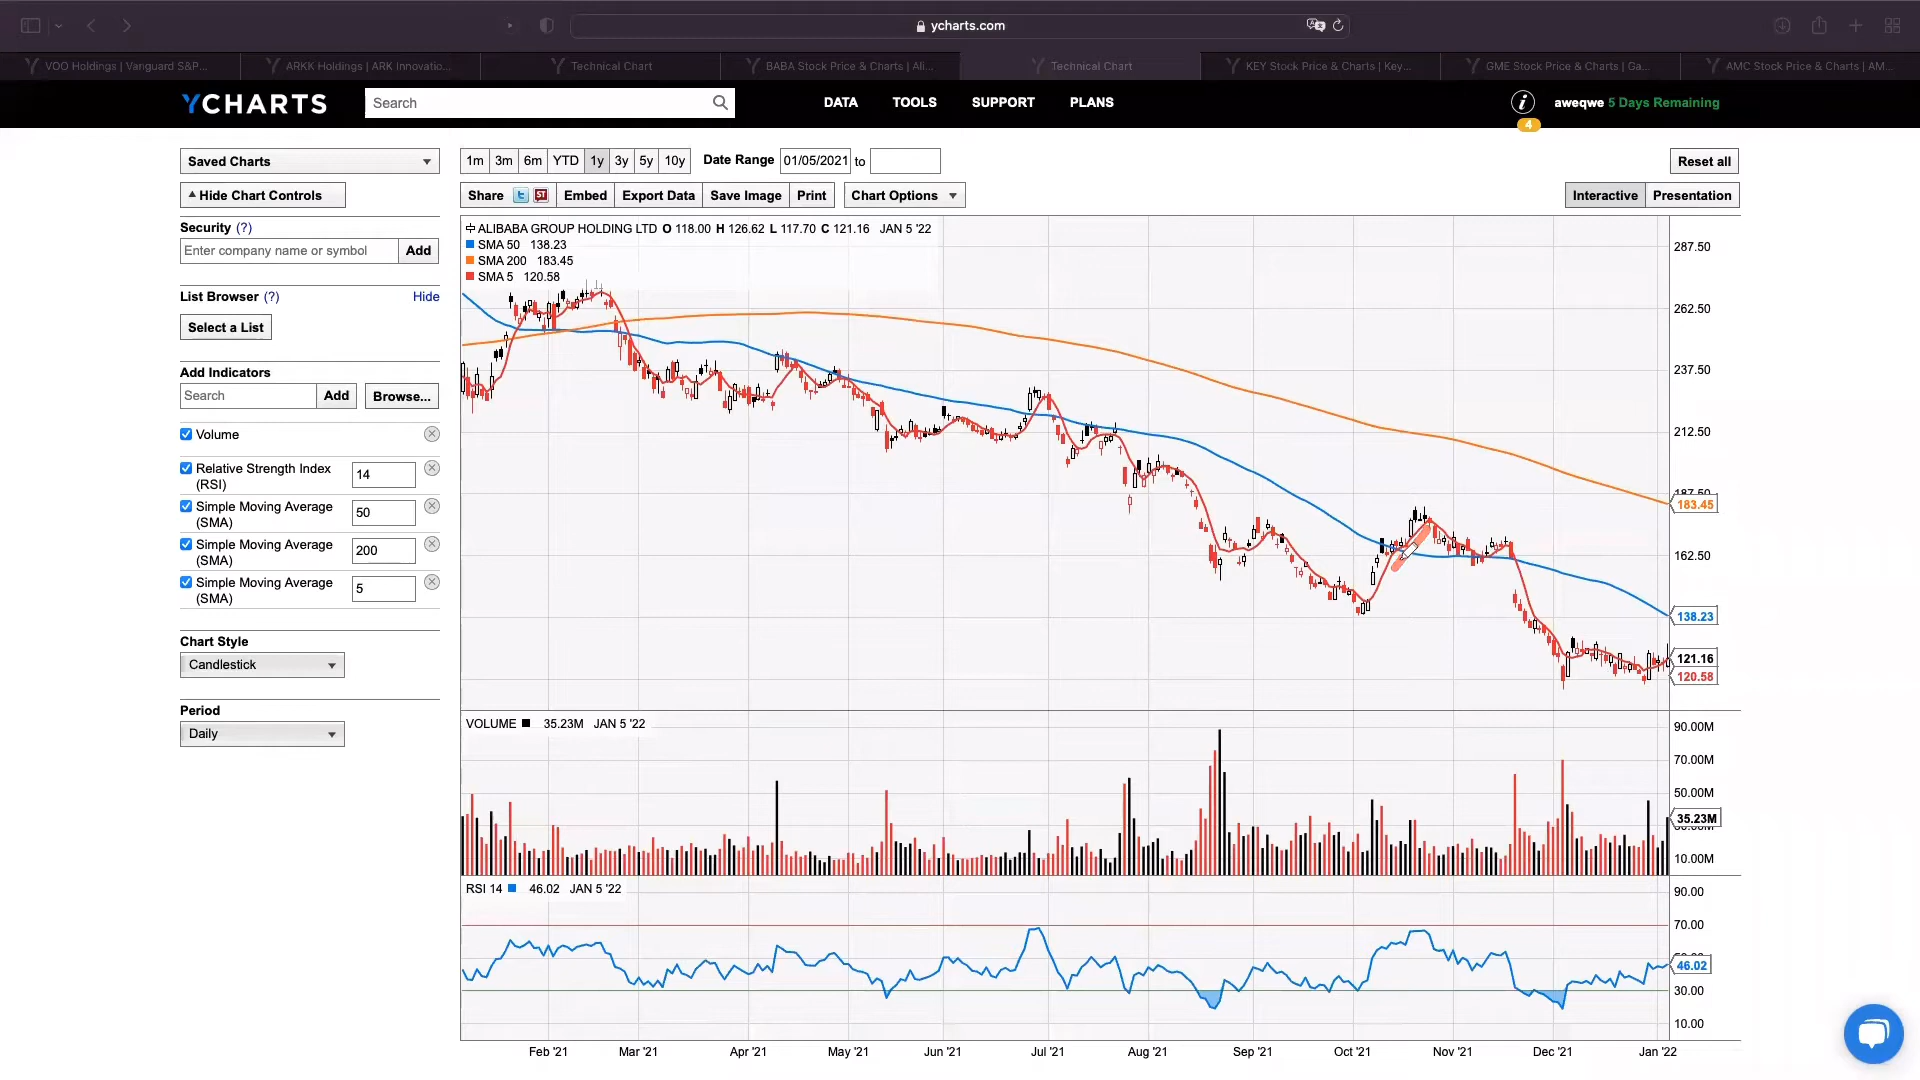 ycharts.com
VOO Holdings | Vanguard S&P...
ARKK Holdings | ARK Innovatio...
Technical Chart
BABA Stock Price & Charts | Ali...
Technical Chart
KEY Stock Price & Charts | Key...
GME Stock Price & Charts | Ga...
AMC Stock Price & Charts | AM...
YCHARTS
Search
DATA
TOOLS
SUPPORT
PLANS
i
4
aweqwe 5 Days Remaining
Saved Charts
1m 3m 6m YTD 1y 3y 5y 10y
Date Range 01/05/2021 to
Reset all
Hide Chart Controls
Share
Embed
Export Data
Save Image
Print
Chart Options
Interactive
Presentation
Security (?)
Enter company name or symbol
Add
List Browser (?)
Hide
Select a List
Add Indicators
Search
Add
Browse...
Volume
Relative Strength Index
(RSI)
14
Simple Moving Average
(SMA)
50
Simple Moving Average
(SMA)
200
Simple Moving Average
(SMA)
5
Chart Style
Candlestick
Period
Daily
ALIBABA GROUP HOLDING LTD O 118.00 H 126.62 L 117.70 C 121.16 JAN 5 '22
SMA 50 138.23
SMA 200 183.45
SMA 5 120.58
287.50
262.50
237.50
212.50
187.50
183.45
162.50
138.23
121.16
120.58
VOLUME 35.23M JAN 5 '22
90.00M
70.00M
50.00M
35.23M
10.00M
RSI 14 46.02 JAN 5 '22
90.00
70.00
46.02
30.00
10.00
Feb '21
Mar '21
Apr '21
May '21
Jun '21
Jul '21
Aug '21
Sep '21
Oct '21
Nov '21
Dec '21
Jan '22